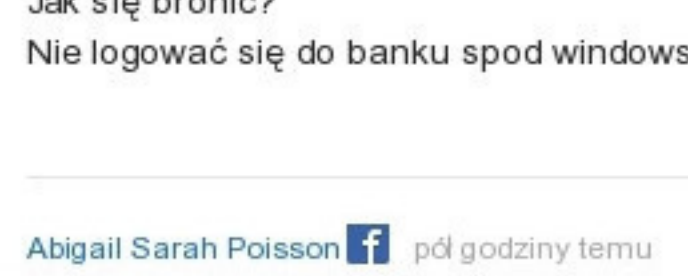 Jak się bronić?
Nie logować się do banku spod windows
Abigail Sarah Poisson f pół godziny temu